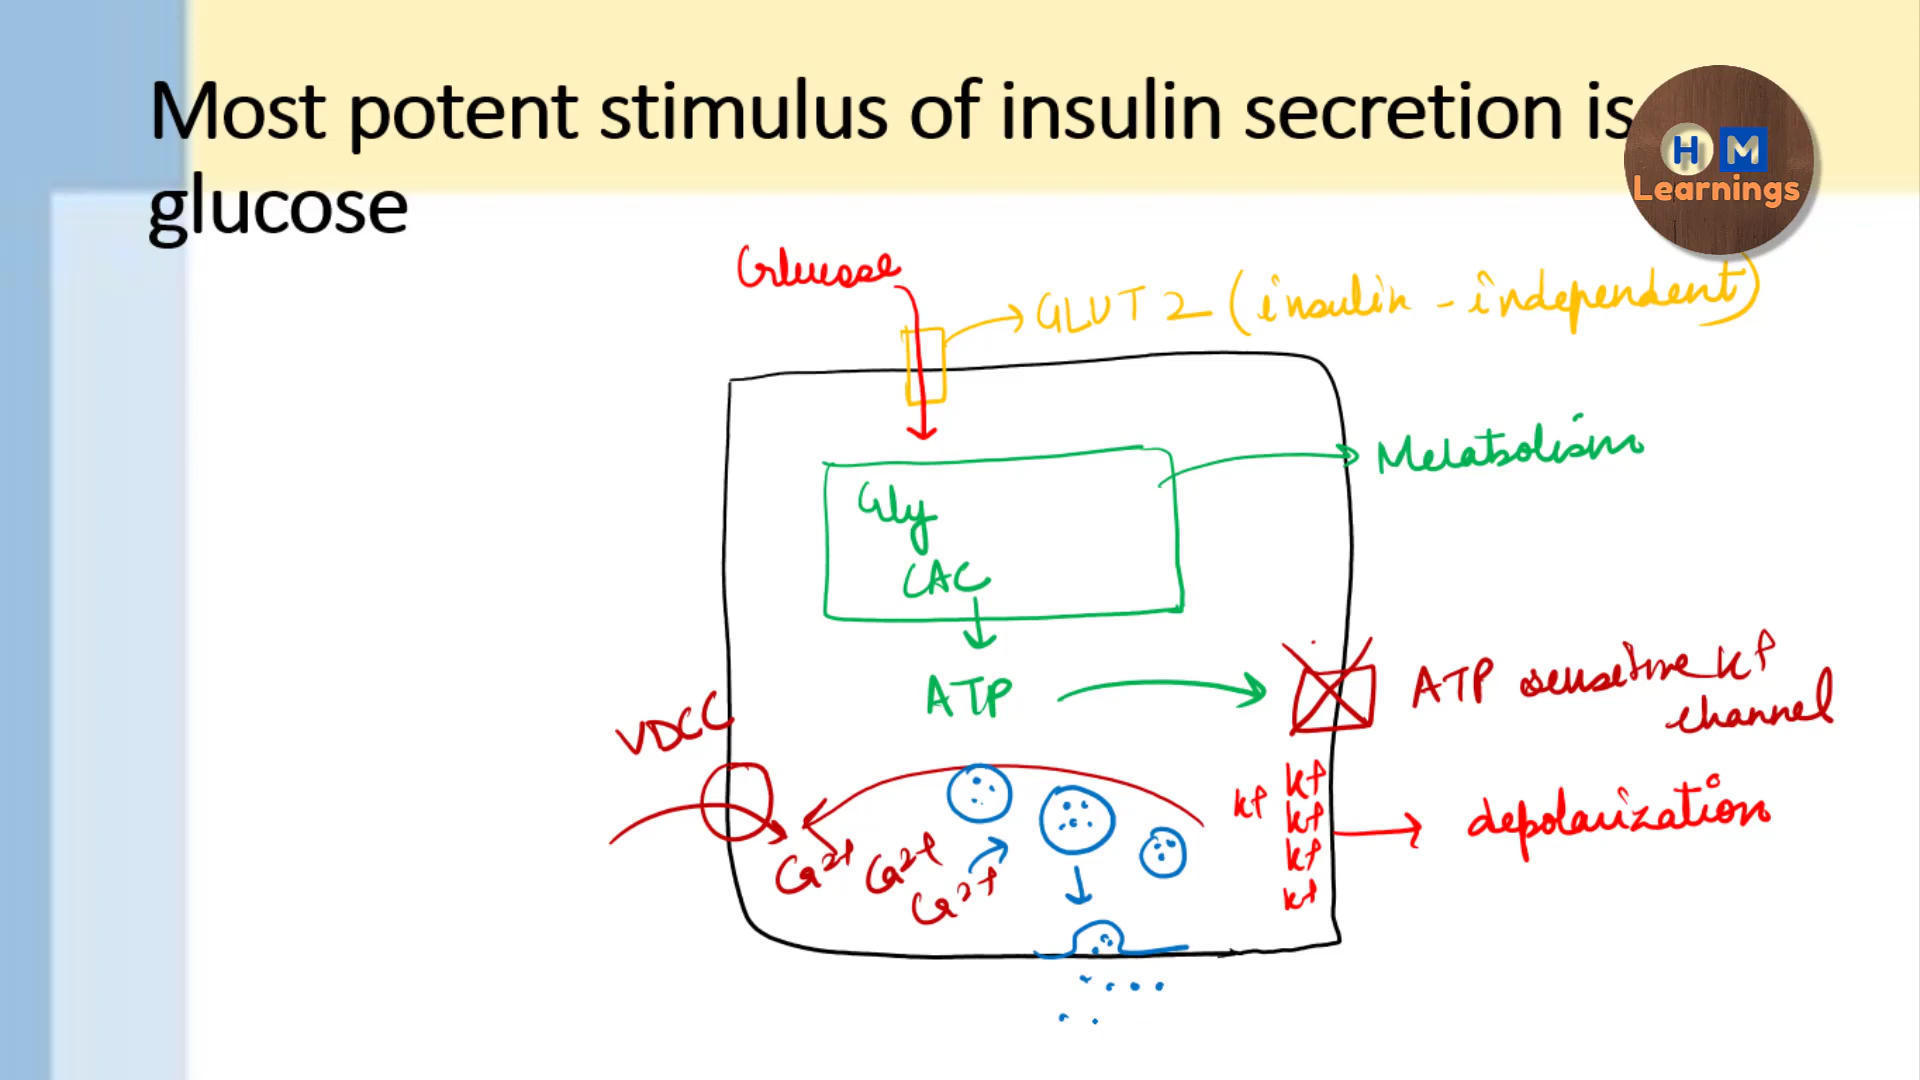 Most potent stimulus of insulin secretion is
glucose
H M
Learnings
Glucose
GLUT 2 (insulin - independent)
Metabolism
Gly
CAC
ATP
ATP sensitive K+
channel
VDCC
K+ K+
K+
K+
K+
depolarization
Ca2+ Ca2+
Ca2+